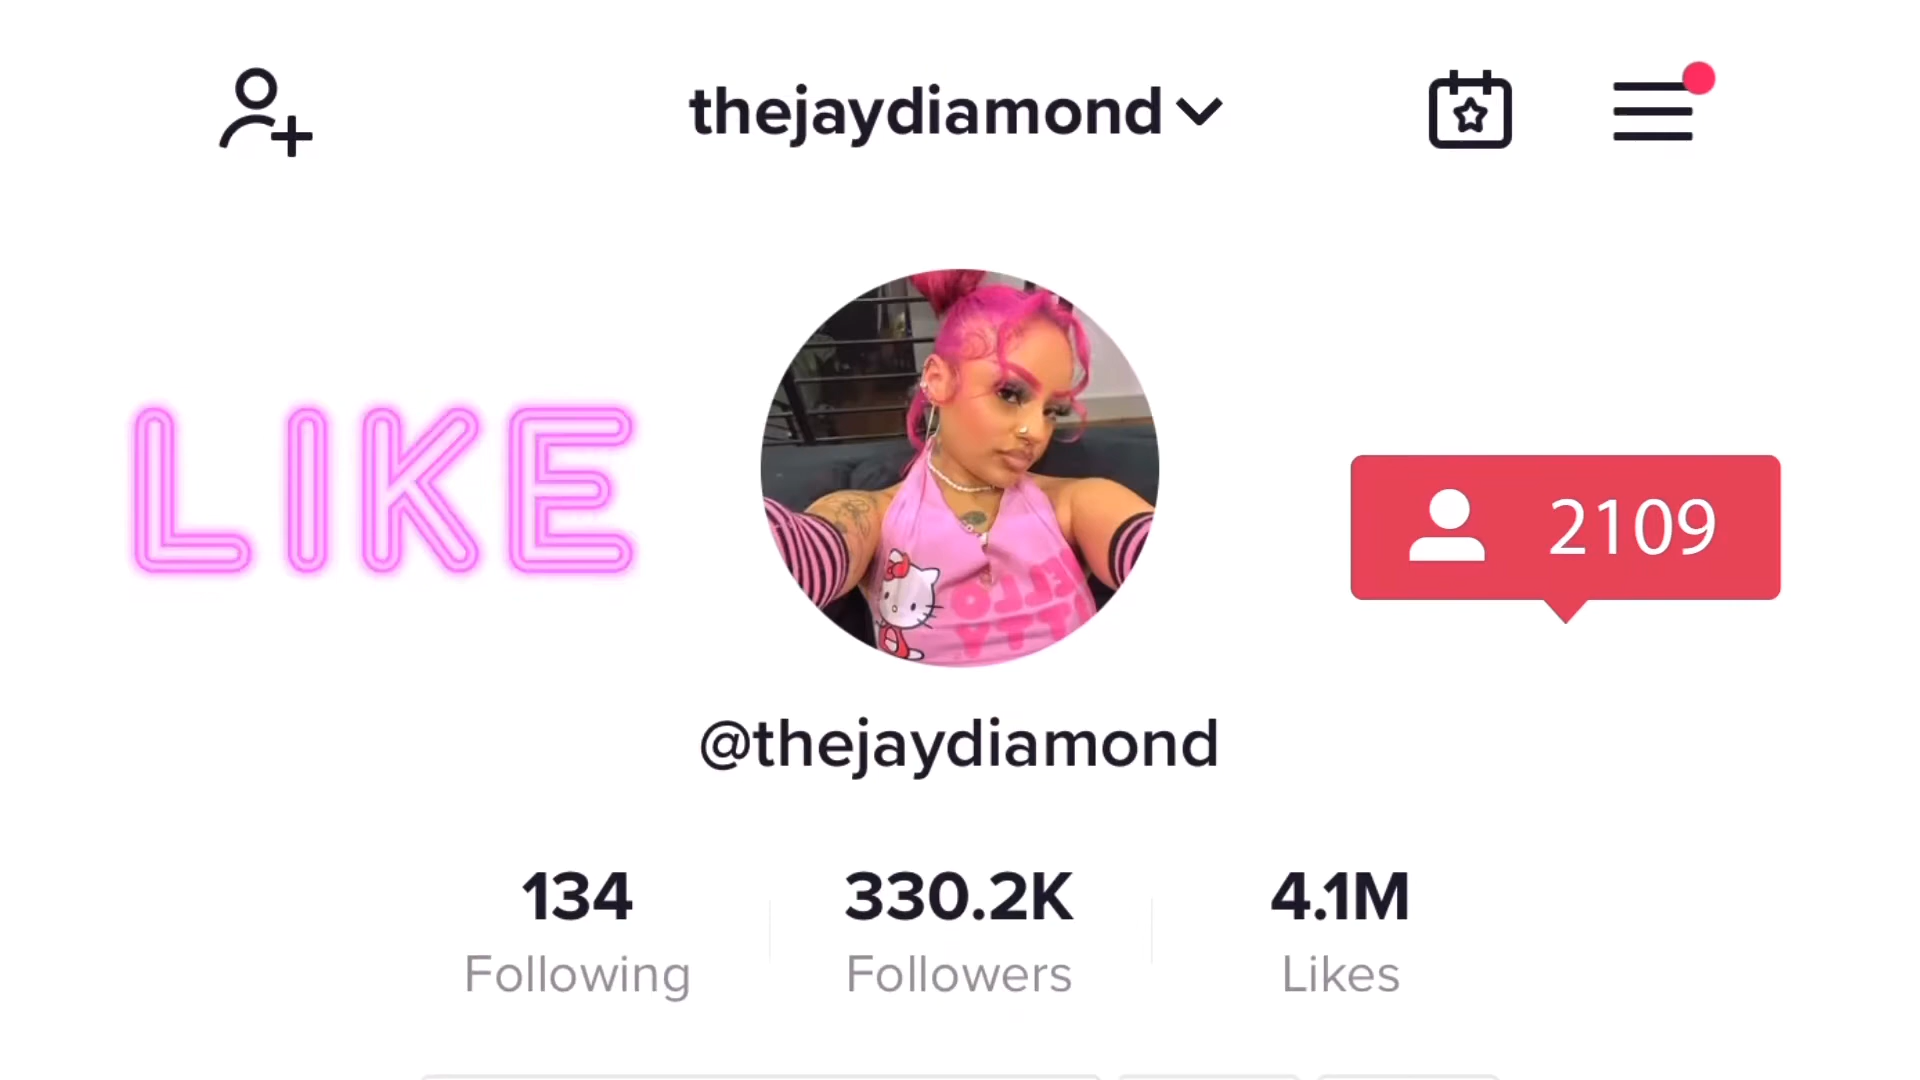 thejaydiamond
LIKE
2109
@thejaydiamond
134
330.2K
4.1M
Following
Followers
Likes